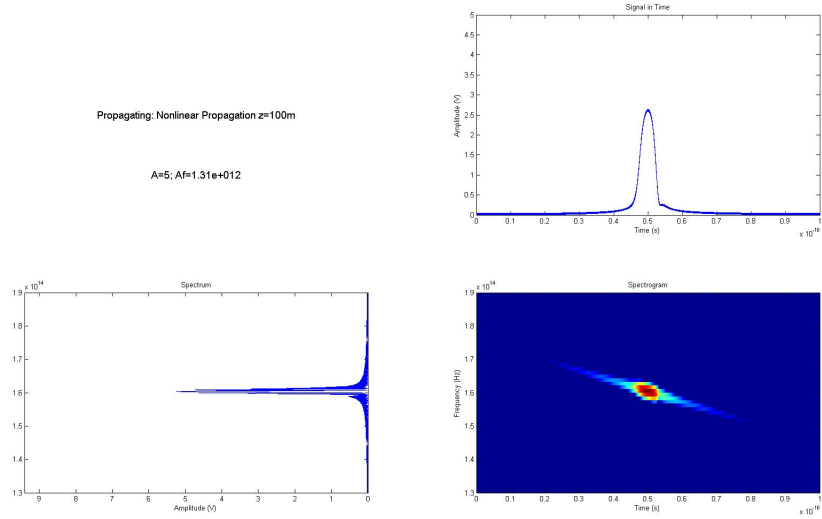 Signal in Time
5
4.5
4
3.5
3
2.5
2
1.5
1
0.5
0
Amplitude (V)
0 0.1 0.2 0.3 0.4 0.5 0.6 0.7 0.8 0.9 1
Time (s)
x 10^-10
Propagating: Nonlinear Propagation z=100m
A=5; Af=1.31e+012
x 10^14
Spectrum
1.9
1.8
1.7
1.6
1.5
1.4
1.3
9 8 7 6 5 4 3 2 1 0
Amplitude (V)
x 10^14
Spectrogram
1.9
1.8
1.7
1.6
1.5
1.4
1.3
Frequency (Hz)
0 0.1 0.2 0.3 0.4 0.5 0.6 0.7 0.8 0.9 1
Time (s)
x 10^-10